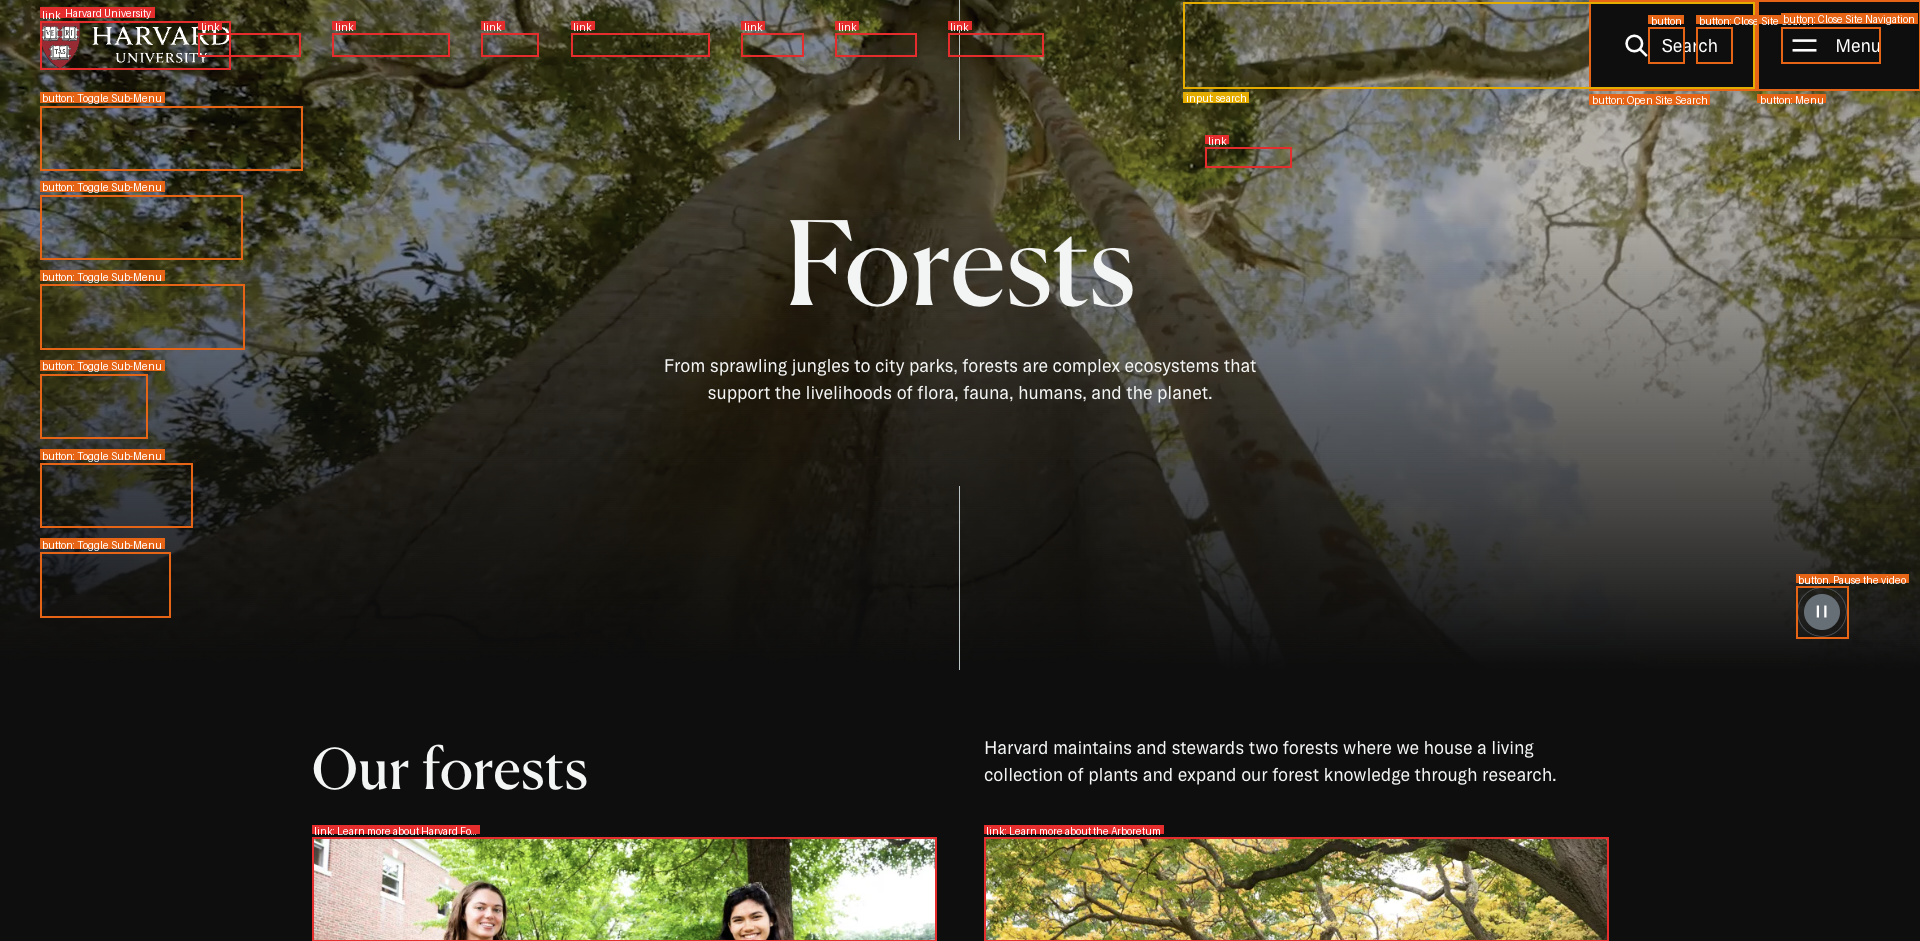 link Harvard University
HARVARD
UNIVERSITY
link
link
link
link
link
link
link
button
button: Close Site Search
button: Close Site Navigation
Search
Menu
input search
button: Open Site Search
button: Menu
link
button: Toggle Sub-Menu
button: Toggle Sub-Menu
button: Toggle Sub-Menu
button: Toggle Sub-Menu
button: Toggle Sub-Menu
button: Toggle Sub-Menu
Forests
From sprawling jungles to city parks, forests are complex ecosystems that
support the livelihoods of flora, fauna, humans, and the planet.
button: Pause the video
Our forests
Harvard maintains and stewards two forests where we house a living
collection of plants and expand our forest knowledge through research.
link: Learn more about Harvard Fo...
link: Learn more about the Arboretum